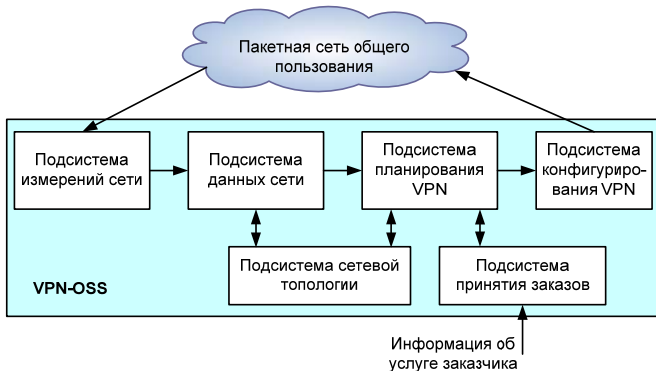 Пакетная сеть общего
пользования
Подсистема
измерений сети
Подсистема
данных сети
Подсистема
планирования
VPN
Подсистема
конфигуриро-
вания VPN
Подсистема сетевой
топологии
Подсистема
принятия заказов
VPN-OSS
Информация об
услуге заказчика